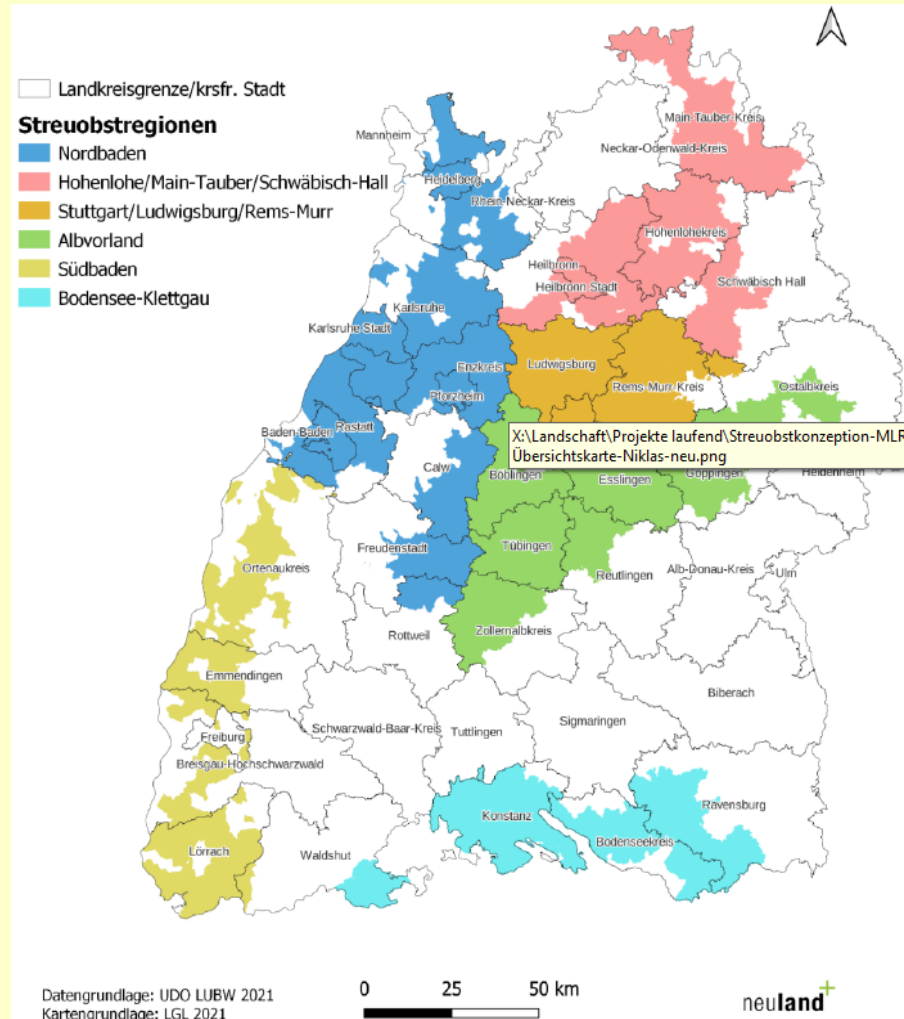 Landkreisgrenze/krsfr. Stadt
Streuobstregionen
Nordbaden
Hohenlohe/Main-Tauber/Schwäbisch-Hall
Stuttgart/Ludwigsburg/Rems-Murr
Albvorland
Südbaden
Bodensee-Klettgau
Main-Tauber-Kreis
Mannheim
Neckar-Odenwald-Kreis
Heidelberg
Rhein-Neckar-Kreis
Hohenlohekreis
Heilbronn
Schwäbisch Hall
Heilbronn Stadt
Karlsruhe
Karlsruhe Stadt
Enzkreis
Ludwigsburg
Rems-Murr-Kreis
Ostalbkreis
Pforzheim
Baden-Baden
Rastatt
X:\Landschaft\Projekte laufend\Streuobstkonzeption-MLR
Übersichtskarte-Niklas-neu.png
Calw
Böblingen
Esslingen
Göppingen
Heidenheim
Freudenstadt
Tübingen
Ortenaukreis
Reutlingen
Alb-Donau-Kreis
Ulm
Rottweil
Zollernalbkreis
Emmendingen
Biberach
Schwarzwald-Baar-Kreis
Tuttlingen
Sigmaringen
Freiburg
Breisgau-Hochschwarzwald
Ravensburg
Konstanz
Bodenseekreis
Lörrach
Waldshut
Datengrundlage: UDO LUBW 2021
Kartengrundlage: LGL 2021
0 25 50 km
neuland+